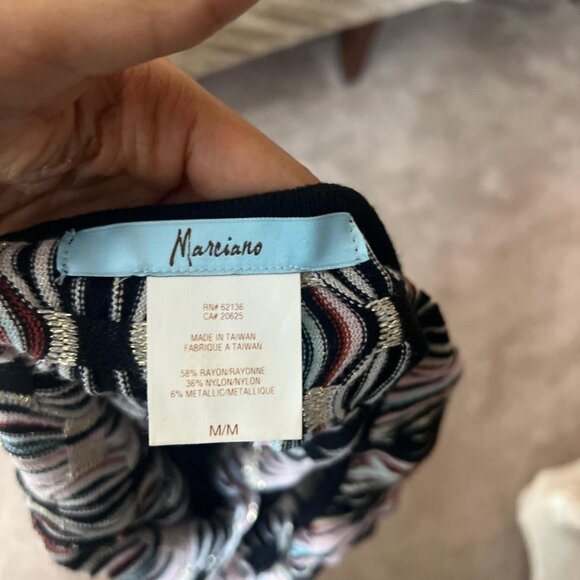 Marciano
RN# 62136
CA# 20625
MADE IN TAIWAN
FABRIQUE A TAIWAN
58% RAYON/RAYONNE
36% NYLON/NYLON
6% METALLIC/METALLIQUE
M/M